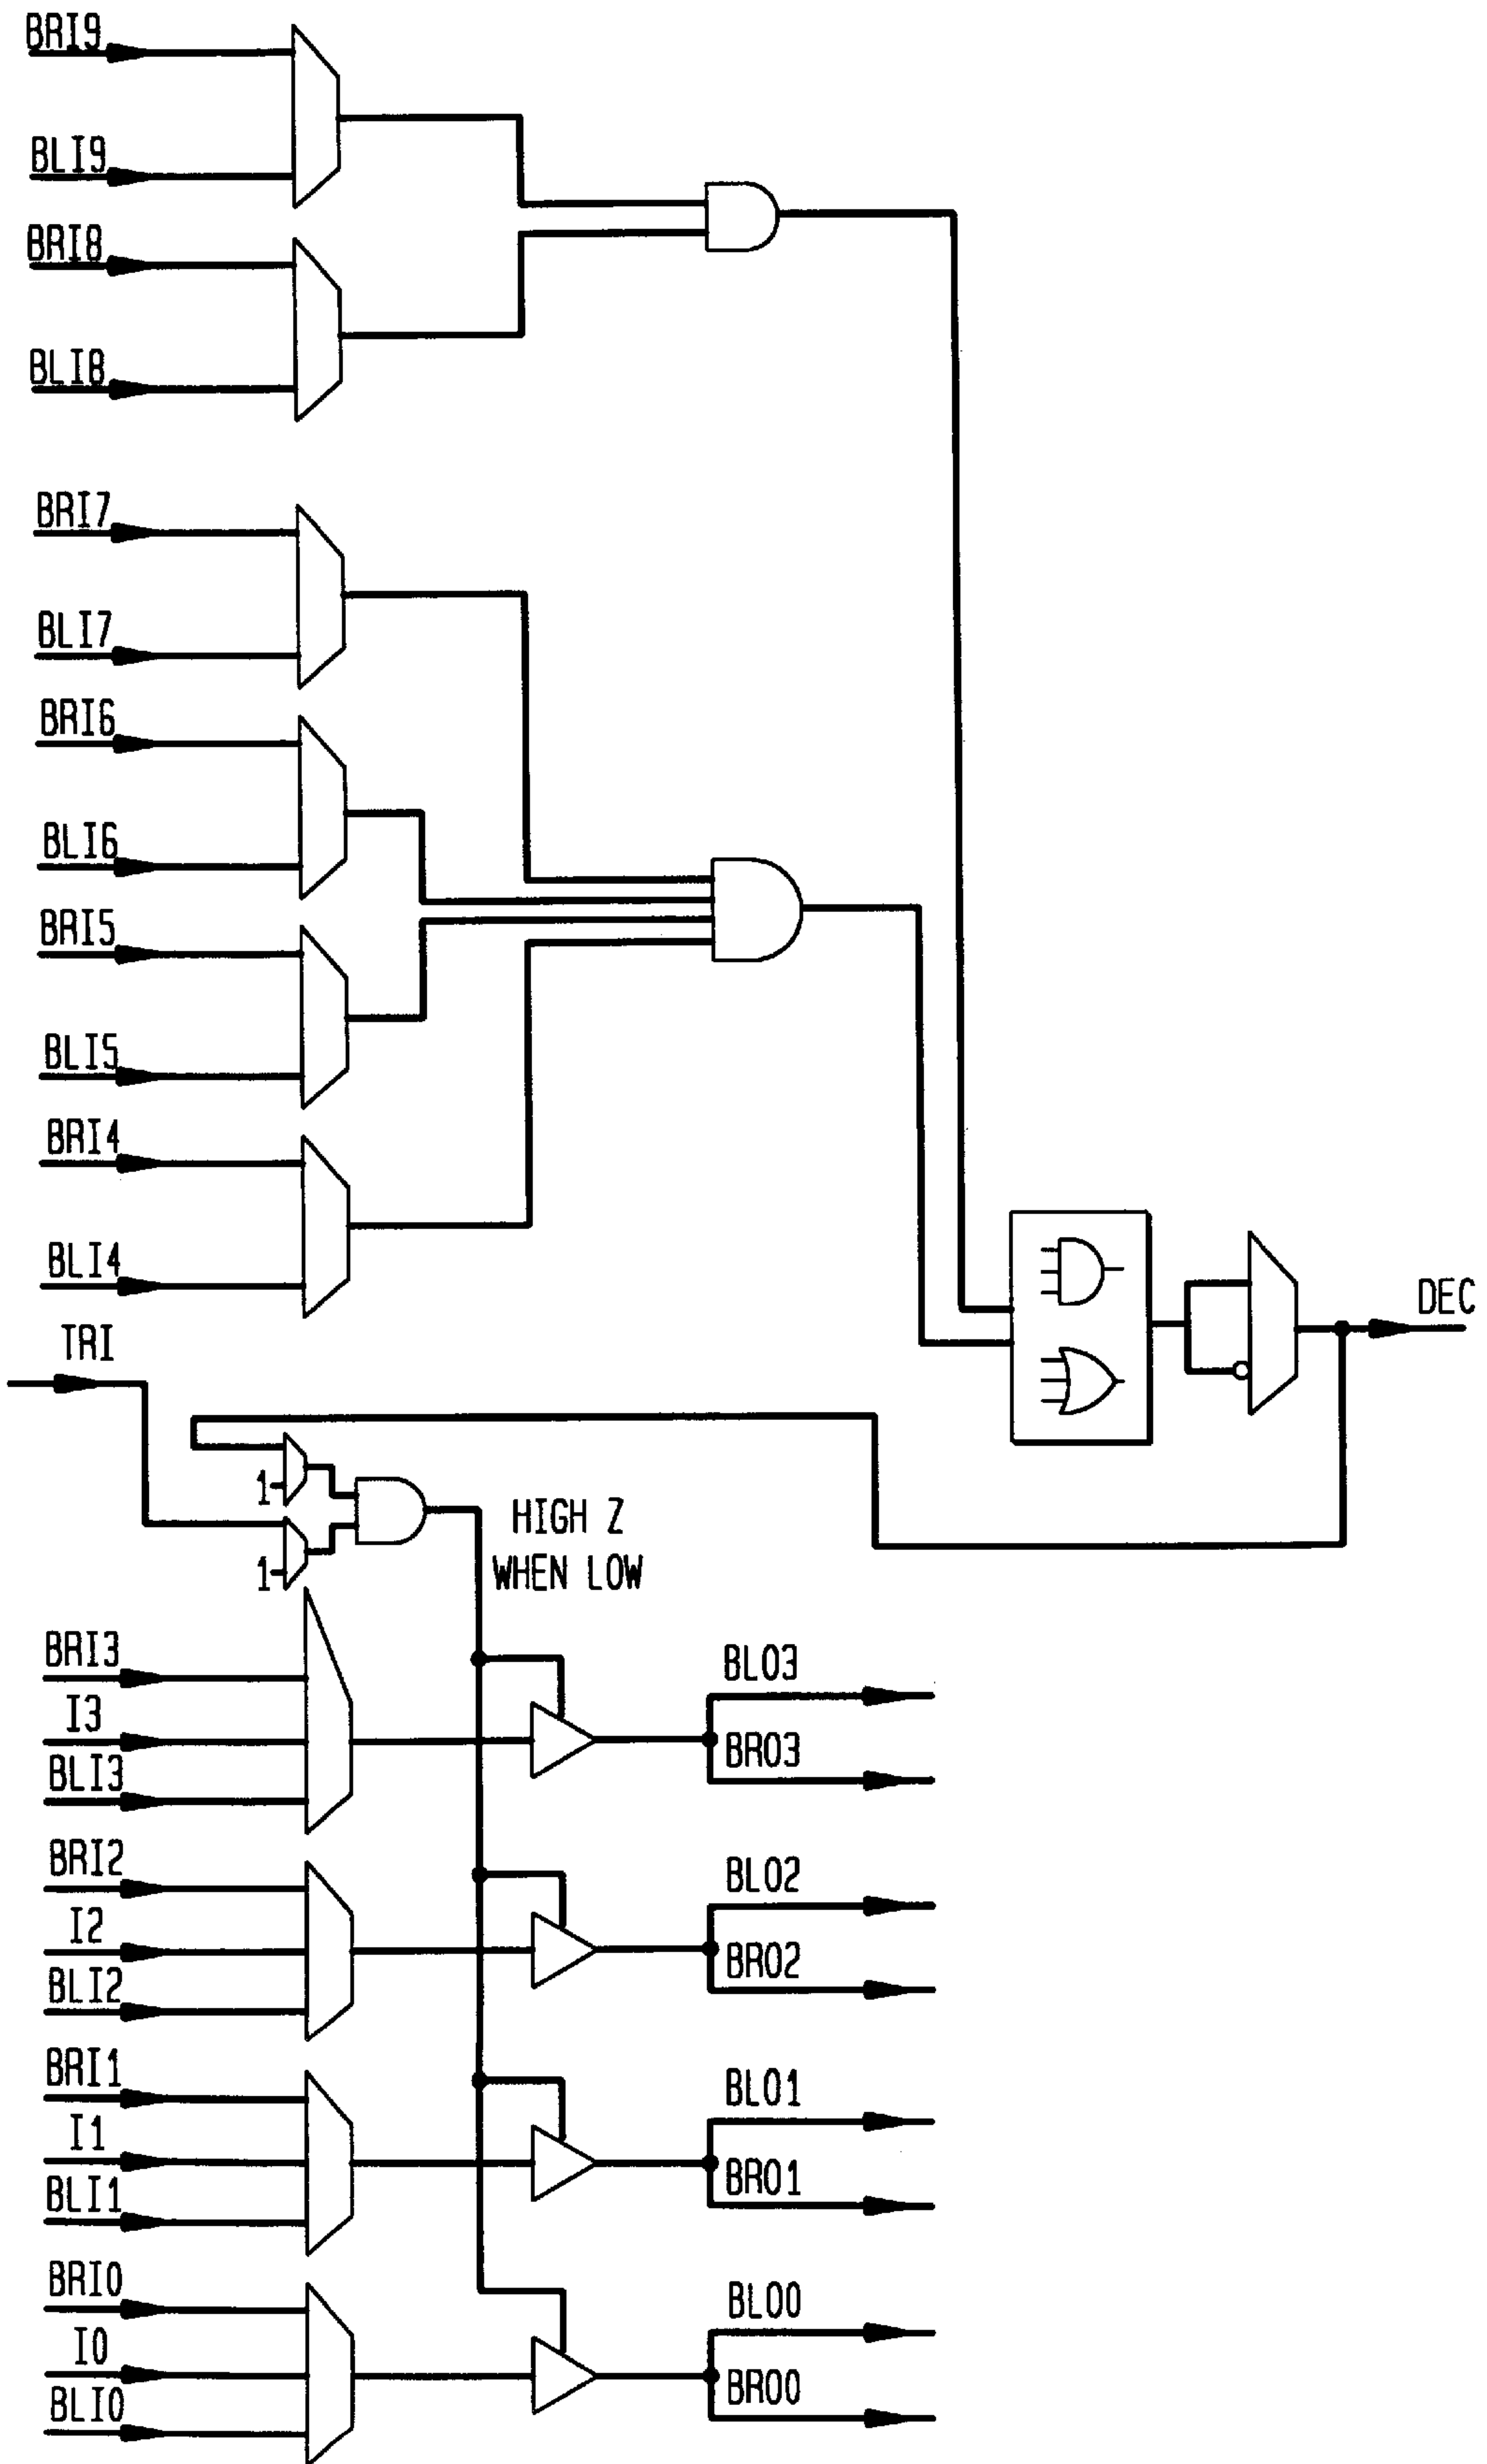 BRI9
BLI9
BRI8
BLI8
BRI7
BLI7
BRI6
BLI6
BRI5
BLI5
BRI4
BLI4
DEC
TRI
1
HIGH Z
WHEN LOW
1
BRI3
BLO3
I3
BRO3
BLI3
BRI2
BLO2
I2
BRO2
BLI2
BRI1
BLO1
I1
BRO1
BLI1
BRI0
BLO0
I0
BRO0
BLI0